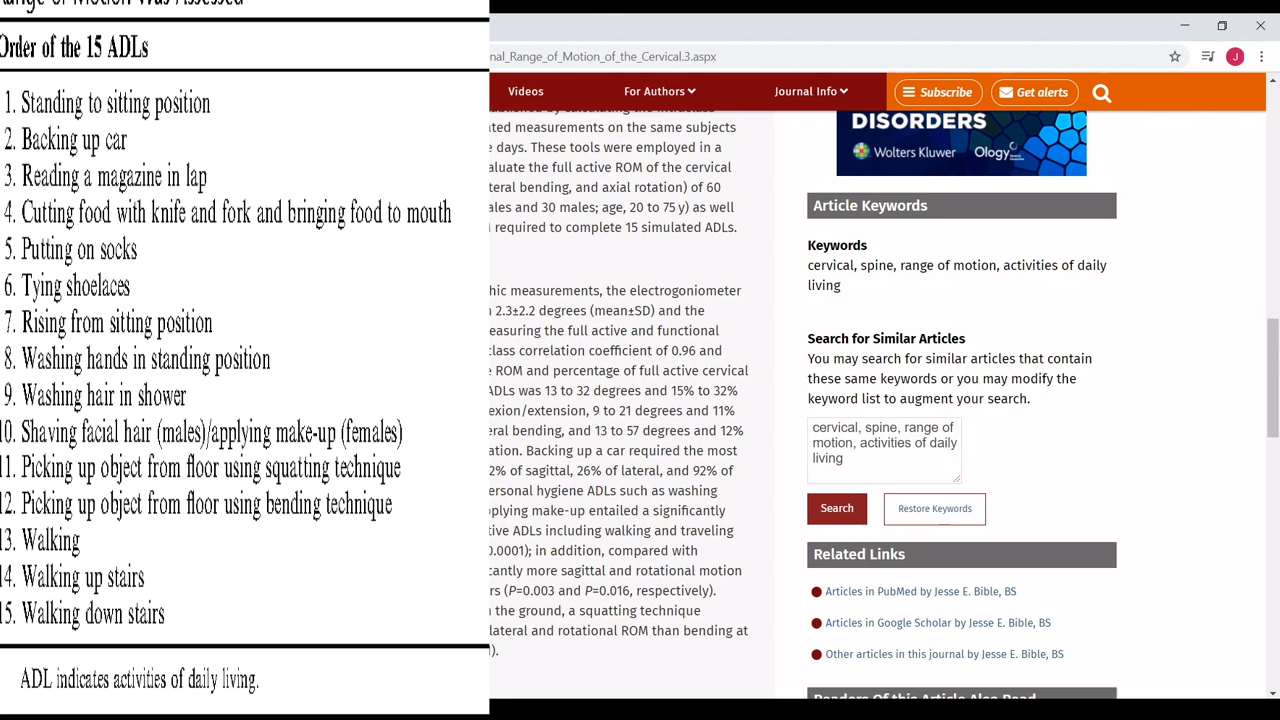 Range of Motion Was Assessed
Order of the 15 ADLs
1. Standing to sitting position
2. Backing up car
3. Reading a magazine in lap
4. Cutting food with knife and fork and bringing food to mouth
5. Putting on socks
6. Tying shoelaces
7. Rising from sitting position
8. Washing hands in standing position
9. Washing hair in shower
10. Shaving facial hair (males)/applying make-up (females)
11. Picking up object from floor using squatting technique
12. Picking up object from floor using bending technique
13. Walking
14. Walking up stairs
15. Walking down stairs
ADL indicates activities of daily living.
nal_Range_of_Motion_of_the_Cervical.3.aspx
J
Videos
For Authors
Journal Info
Subscribe
Get alerts
ated measurements on the same subjects
e days. These tools were employed in a
aluate the full active ROM of the cervical
ateral bending, and axial rotation) of 60
ales and 30 males; age, 20 to 75 y) as well
M required to complete 15 simulated ADLs.
hic measurements, the electrogoniometer
n 2.3±2.2 degrees (mean±SD) and the
easuring the full active and functional
class correlation coefficient of 0.96 and
e ROM and percentage of full active cervical
ADLs was 13 to 32 degrees and 15% to 32%
exion/extension, 9 to 21 degrees and 11%
eral bending, and 13 to 57 degrees and 12%
ation. Backing up a car required the most
2% of sagittal, 26% of lateral, and 92% of
ersonal hygiene ADLs such as washing
pplying make-up entailed a significantly
tive ADLs including walking and traveling
0.0001); in addition, compared with
cantly more sagittal and rotational motion
rs (P=0.003 and P=0.016, respectively).
n the ground, a squatting technique
lateral and rotational ROM than bending at
).
DISORDERS
Wolters Kluwer
Ology
Article Keywords
Keywords
cervical, spine, range of motion, activities of daily
living
Search for Similar Articles
You may search for similar articles that contain
these same keywords or you may modify the
keyword list to augment your search.
cervical, spine, range of
motion, activities of daily
living
Search
Restore Keywords
Related Links
Articles in PubMed by Jesse E. Bible, BS
Articles in Google Scholar by Jesse E. Bible, BS
Other articles in this journal by Jesse E. Bible, BS
Readers Of this Article Also Read